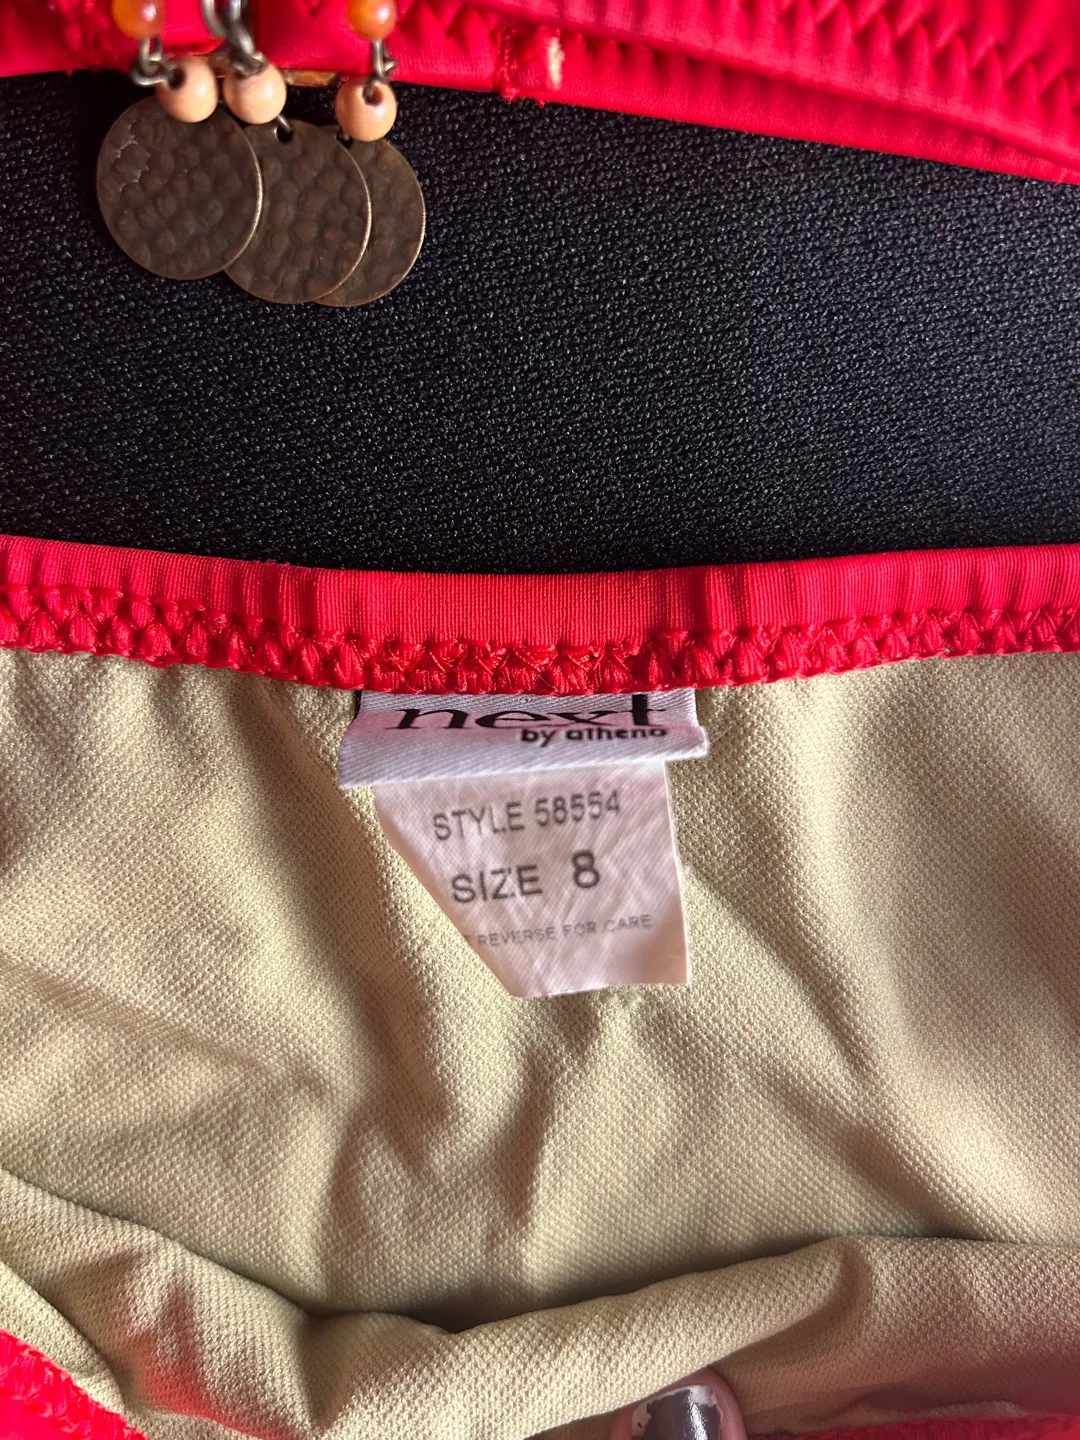 next
by athena
STYLE 58554
SIZE 8
REVERSE FOR CARE